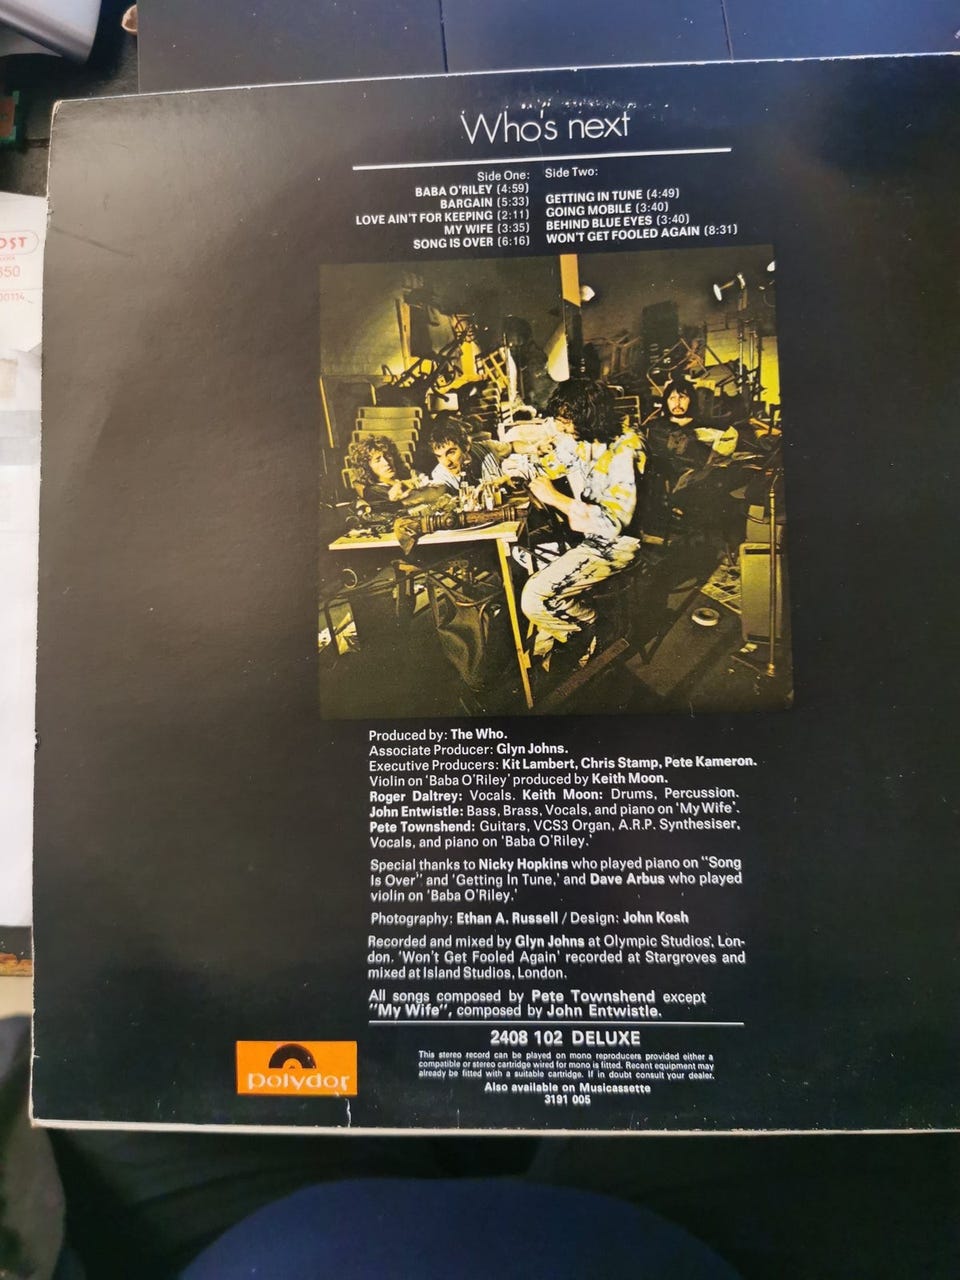 Who's next
Side One:
BABA O'RILEY (4:59)
BARGAIN (5:33)
LOVE AIN'T FOR KEEPING (2:11)
MY WIFE (3:35)
SONG IS OVER (6:16)
Side Two:
GETTING IN TUNE (4:49)
GOING MOBILE (3:40)
BEHIND BLUE EYES (3:40)
WON'T GET FOOLED AGAIN (8:31)
Produced by: The Who.
Associate Producer: Glyn Johns.
Executive Producers: Kit Lambert, Chris Stamp, Pete Kameron.
Violin on 'Baba O'Riley' produced by Keith Moon.
Roger Daltrey: Vocals. Keith Moon: Drums, Percussion.
John Entwistle: Bass, Brass, Vocals, and piano on 'My Wife'.
Pete Townshend: Guitars, VCS3 Organ, A.R.P. Synthesiser,
Vocals, and piano on 'Baba O'Riley.'
Special thanks to Nicky Hopkins who played piano on "Song
Is Over" and 'Getting In Tune,' and Dave Arbus who played
violin on 'Baba O'Riley.'
Photography: Ethan A. Russell / Design: John Kosh
Recorded and mixed by Glyn Johns at Olympic Studios, Lon-
don. 'Won't Get Fooled Again' recorded at Stargroves and
mixed at Island Studios, London.
All songs composed by Pete Townshend except
"My Wife", composed by John Entwistle.
2408 102 DELUXE
This stereo record can be played on mono reproducers provided either a
compatible or stereo cartridge wired for mono is fitted. Recent equipment may
already be fitted with a suitable cartridge. If in doubt consult your dealer.
Also available on Musicassette
3191 005
polydor
OST
350
00114